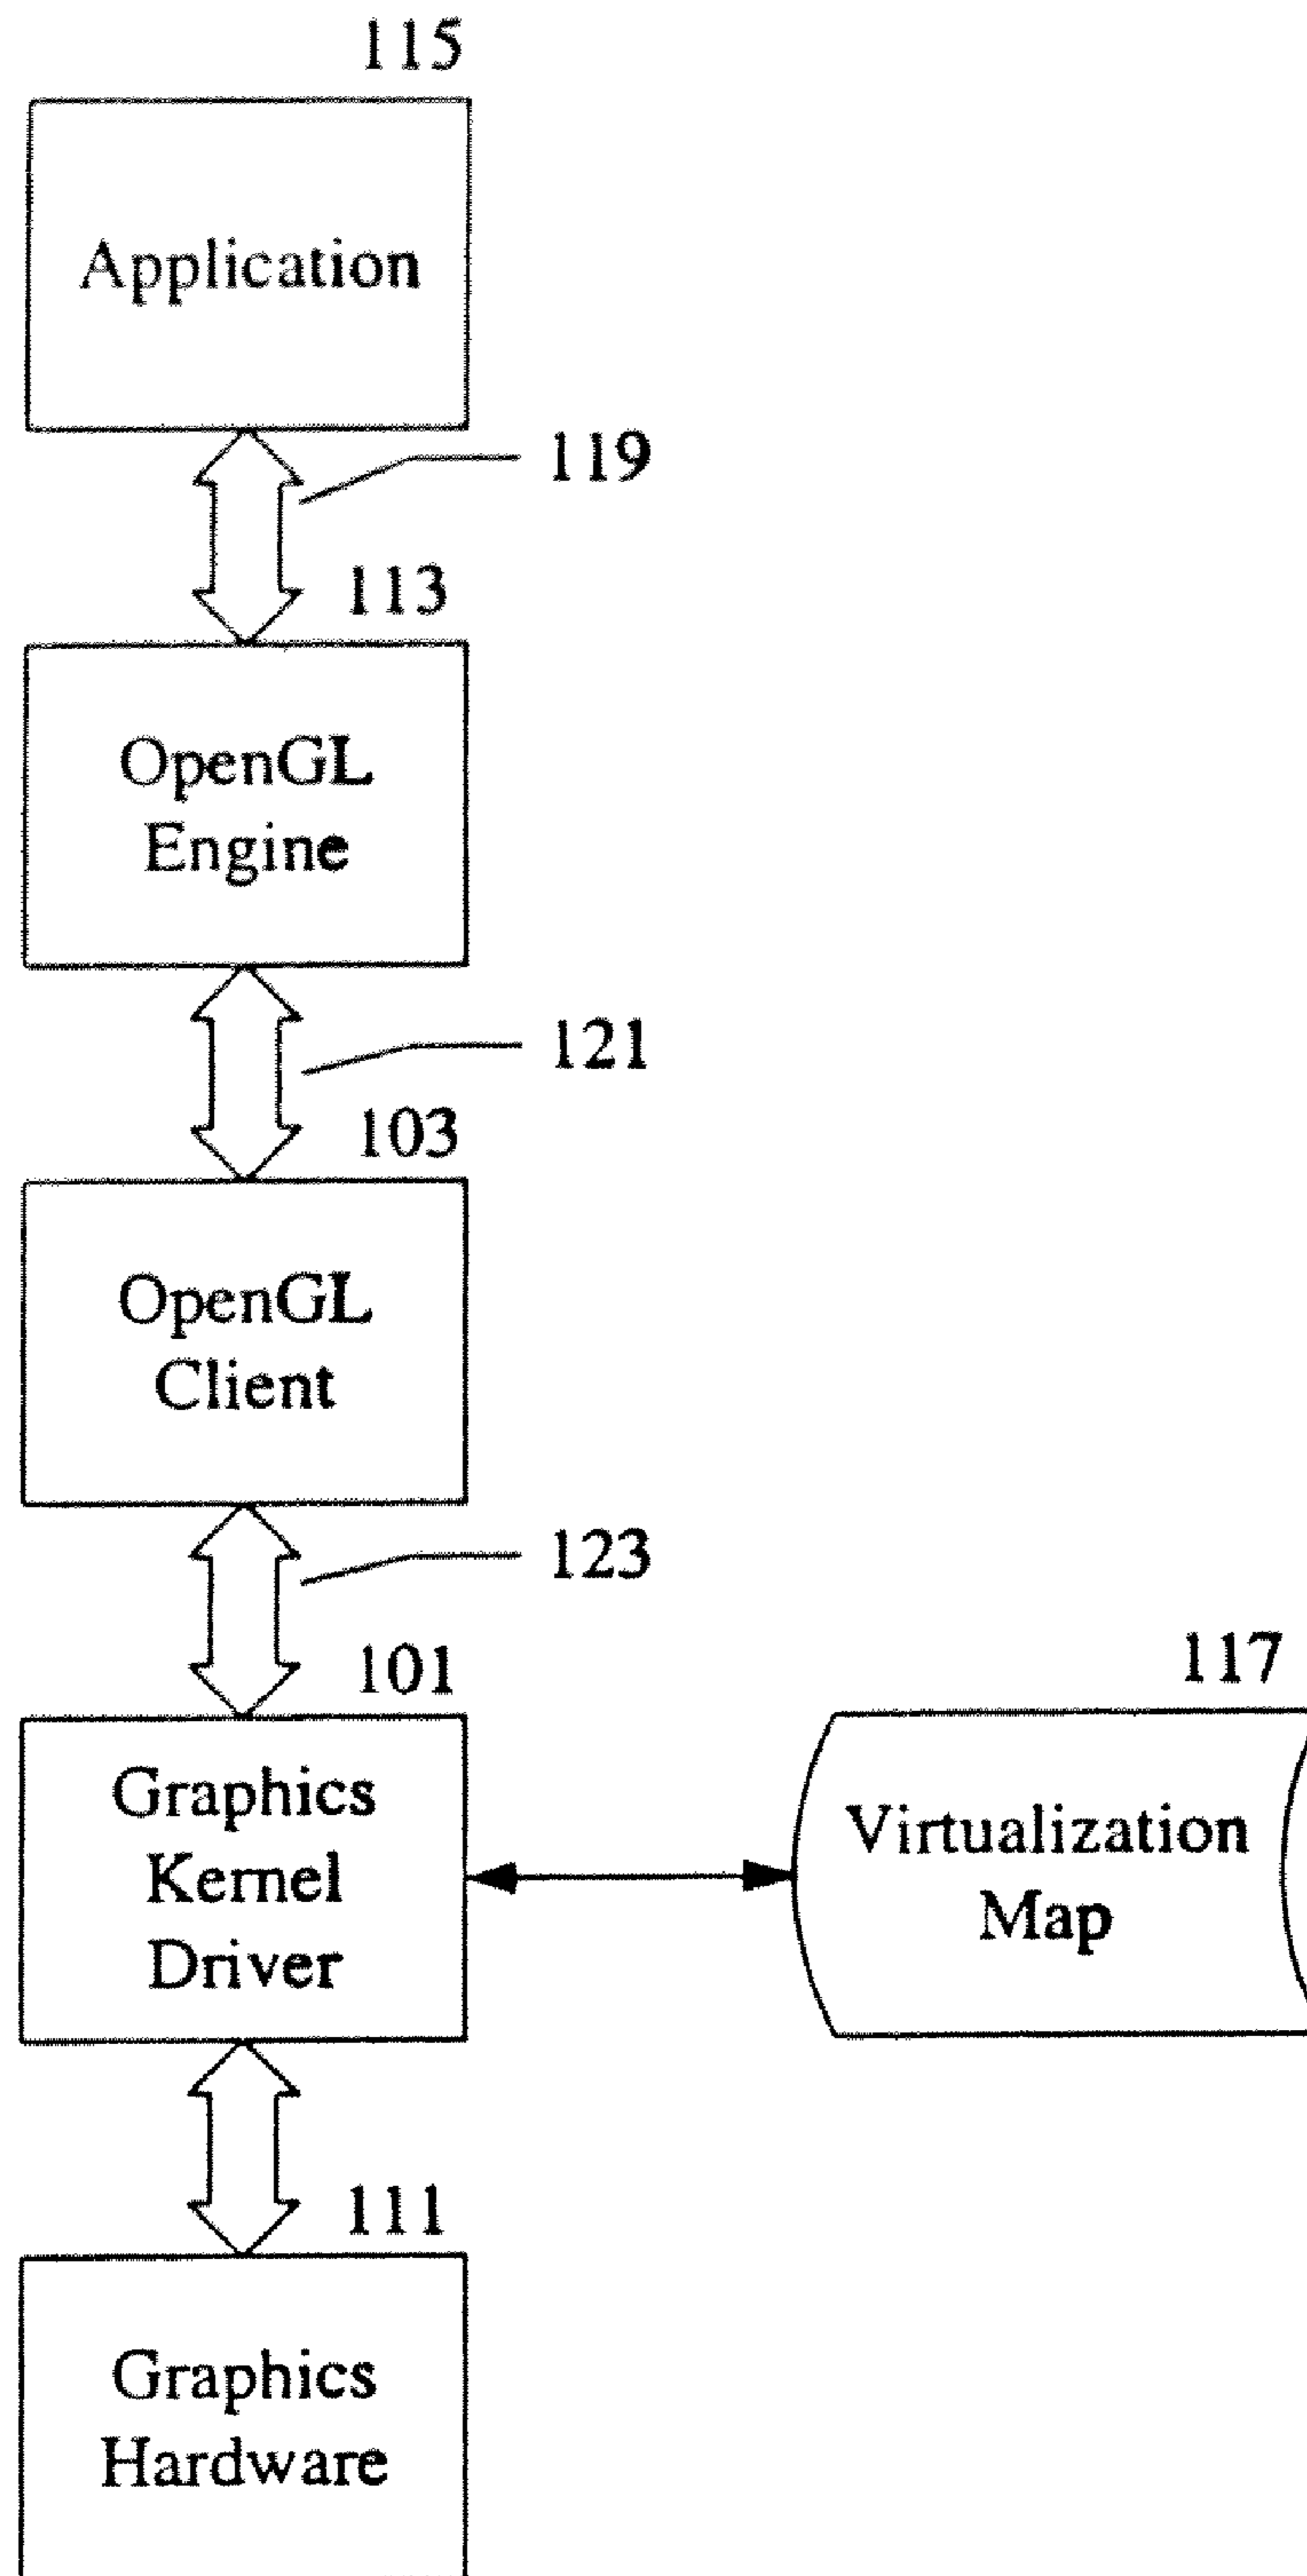 115
Application
119
113
OpenGL
Engine
121
103
OpenGL
Client
123
101
Graphics
Kernel
Driver
117
Virtualization
Map
111
Graphics
Hardware